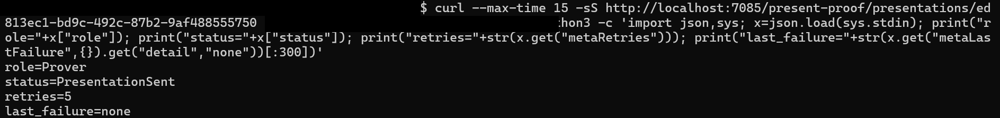 $ curl --max-time 15 -sS http://localhost:7085/present-proof/presentations/ed
813ec1-bd9c-492c-87b2-9af488555750 hon3 -c 'import json,sys; x=json.load(sys.stdin); print("r
ole="+x["role"]); print("status="+x["status"]); print("retries="+str(x.get("metaRetries"))); print("last_failure="+str(x.get("metaLas
tFailure",{}).get("detail","none"))[:300])'
role=Prover
status=PresentationSent
retries=5
last_failure=none